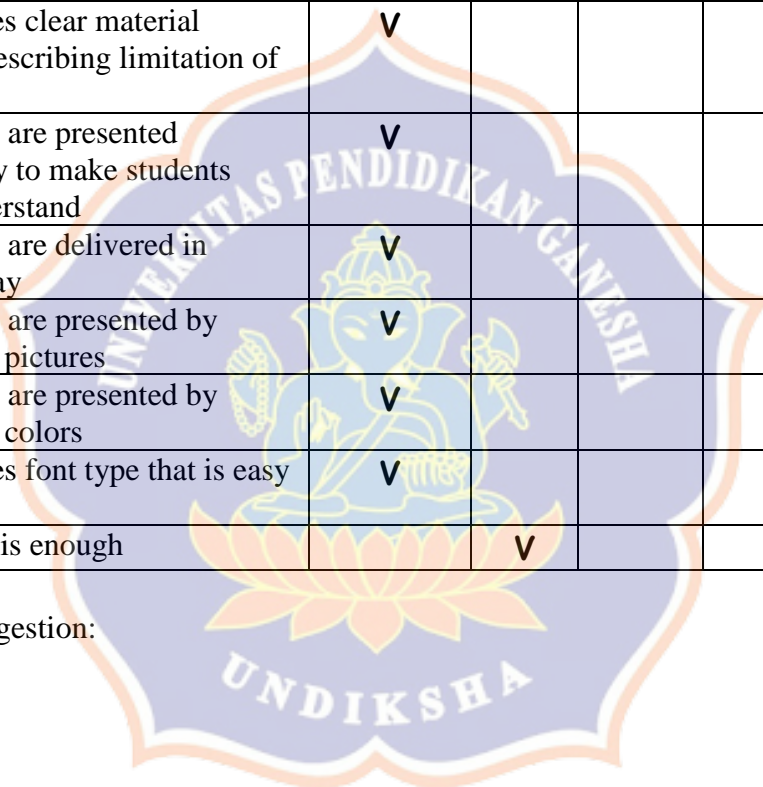 es clear material
escribing limitation of
V
are presented
y to make students
erstand
V
are delivered in
ay
V
are presented by
pictures
V
are presented by
colors
V
es font type that is easy
V
is enough
V
gestion:
UNIVERSITAS PENDIDIKAN GANESHA
UNDIKSHA